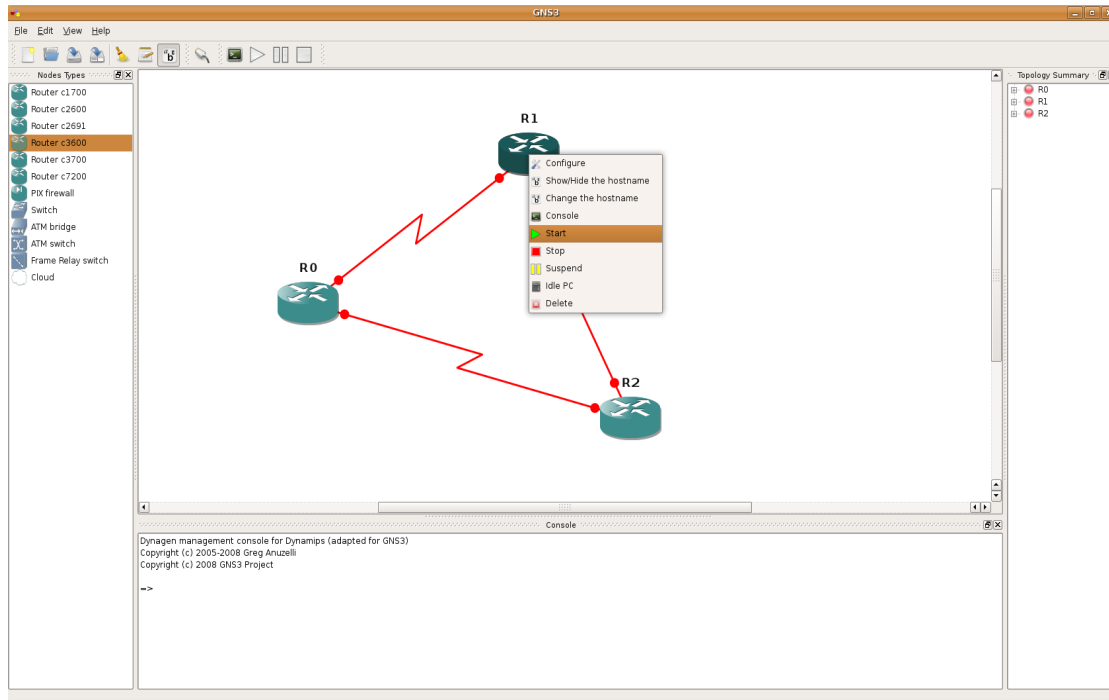 GNS3
File Edit View Help
Nodes Types
Router c1700
Router c2600
Router c2691
Router c3600
Router c3700
Router c7200
PIX firewall
Switch
ATM bridge
ATM switch
Frame Relay switch
Cloud
R1
R0
R2
Configure
Show/Hide the hostname
Change the hostname
Console
Start
Stop
Suspend
Idle PC
Delete
Topology Summary
R0
R1
R2
Console
Dynagen management console for Dynamips (adapted for GNS3)
Copyright (c) 2005-2008 Greg Anuzelli
Copyright (c) 2008 GNS3 Project
=>